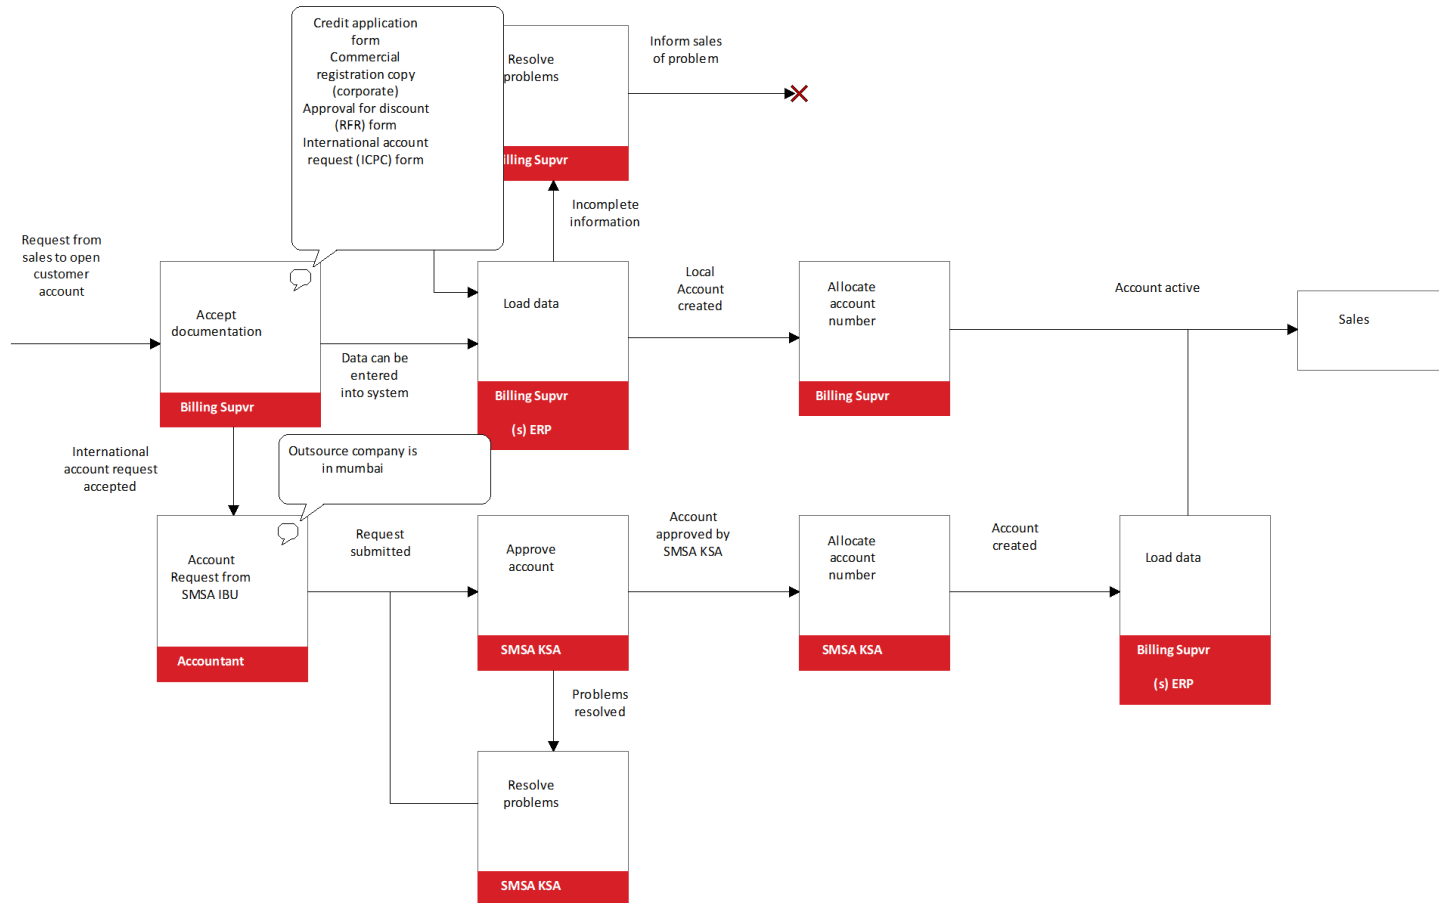 Credit application
form
Commercial
registration copy
(corporate)
Approval for discount
(RFR) form
International account
request (ICPC) form
Resolve
problems
illing Supvr
Inform sales
of problem
Incomplete
information
Request from
sales to open
customer
account
Accept
documentation
Billing Supvr
Data can be
entered
into system
Load data
Billing Supvr
(s) ERP
Local
Account
created
Allocate
account
number
Billing Supvr
Account active
Sales
International
account request
accepted
Outsource company is
in mumbai
Account
Request from
SMSA IBU
Accountant
Request
submitted
Approve
account
SMSA KSA
Account
approved by
SMSA KSA
Allocate
account
number
SMSA KSA
Account
created
Load data
Billing Supvr
(s) ERP
Problems
resolved
Resolve
problems
SMSA KSA